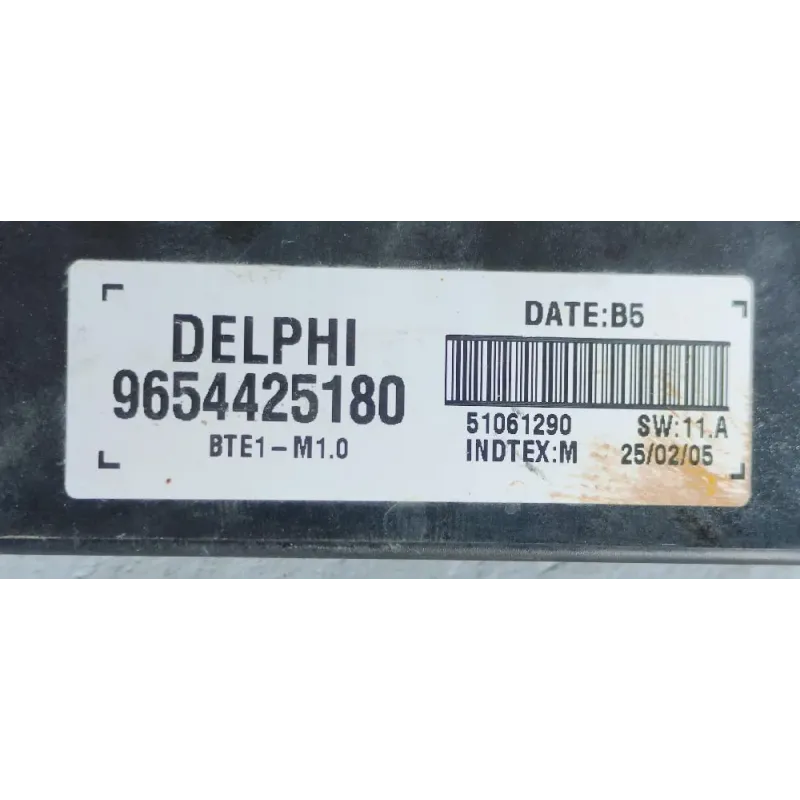 DELPHI
9654425180
BTE1-M1.0
DATE:B5
51061290 SW:11.A
INDTEX:M 25/02/05